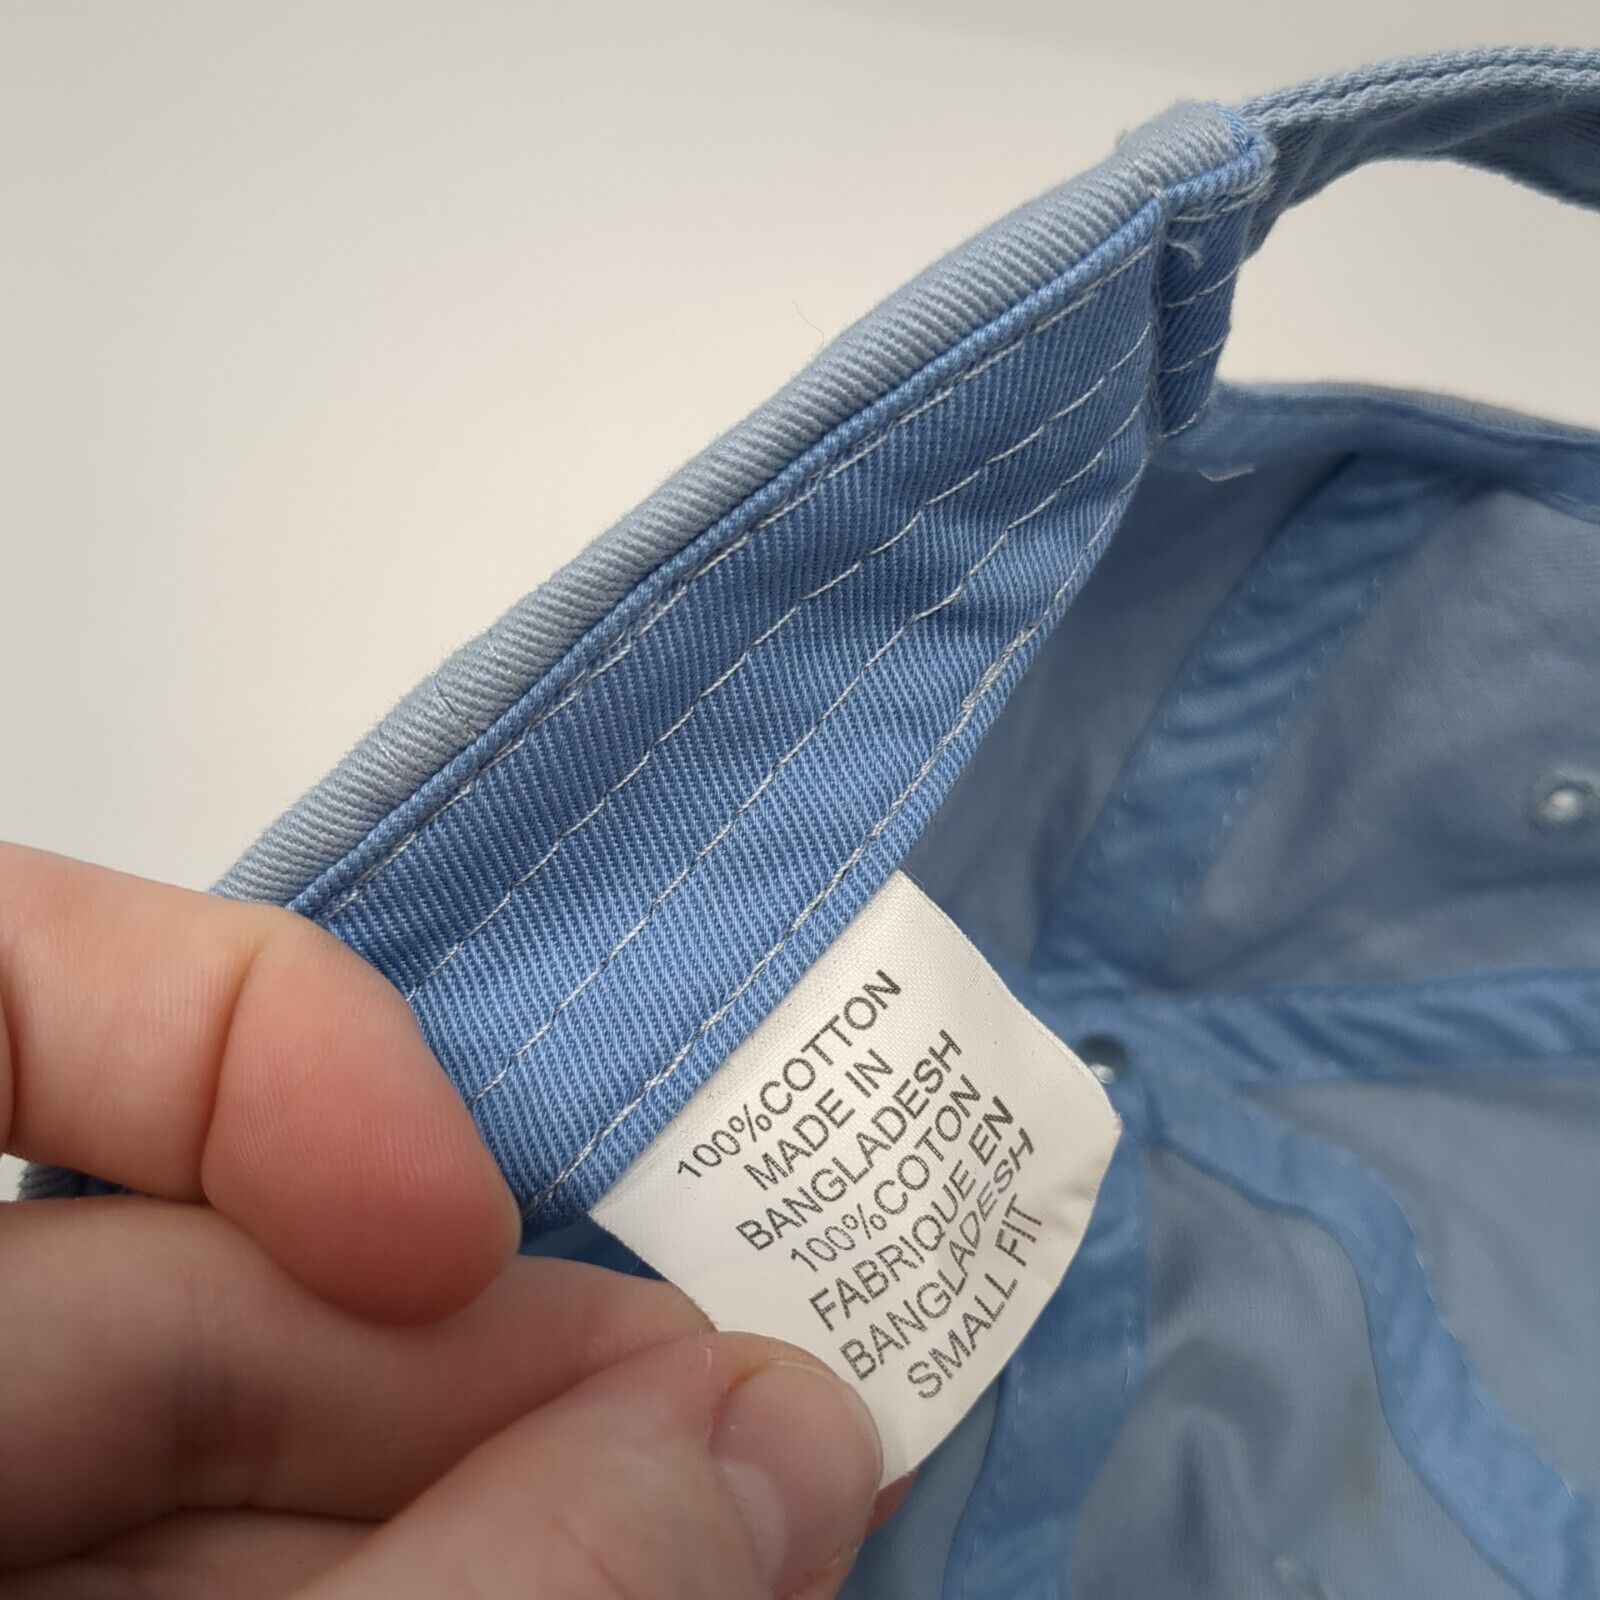 100%COTTON
MADE IN
BANGLADESH
100%COTON
FABRIQUE EN
BANGLADESH
SMALL FIT